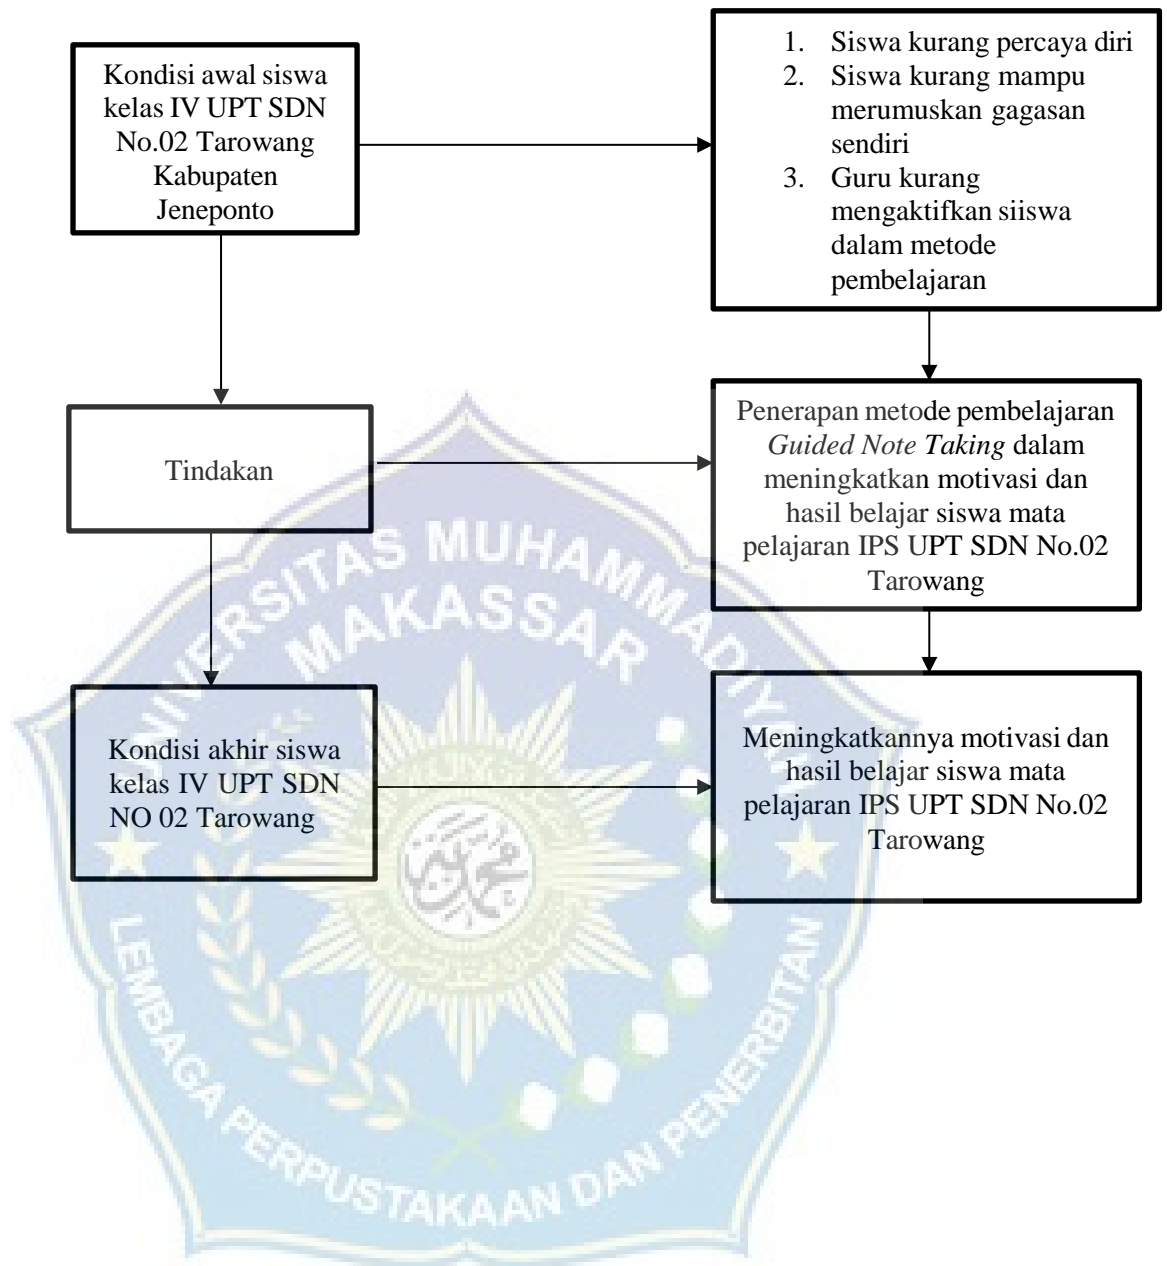 Kondisi awal siswa
kelas IV UPT SDN
No.02 Tarowang
Kabupaten
Jeneponto
1. Siswa kurang percaya diri
2. Siswa kurang mampu
merumuskan gagasan
sendiri
3. Guru kurang
mengaktifkan siiswa
dalam metode
pembelajaran
Tindakan
Penerapan metode pembelajaran
Guided Note Taking dalam
meningkatkan motivasi dan
hasil belajar siswa mata
pelajaran IPS UPT SDN No.02
Tarowang
Kondisi akhir siswa
kelas IV UPT SDN
NO 02 Tarowang
Meningkatkannya motivasi dan
hasil belajar siswa mata
pelajaran IPS UPT SDN No.02
Tarowang
UNIVERSITAS MUHAMMADIYAH
MAKASSAR
LEMBAGA PERPUSTAKAAN DAN PENERBITAN